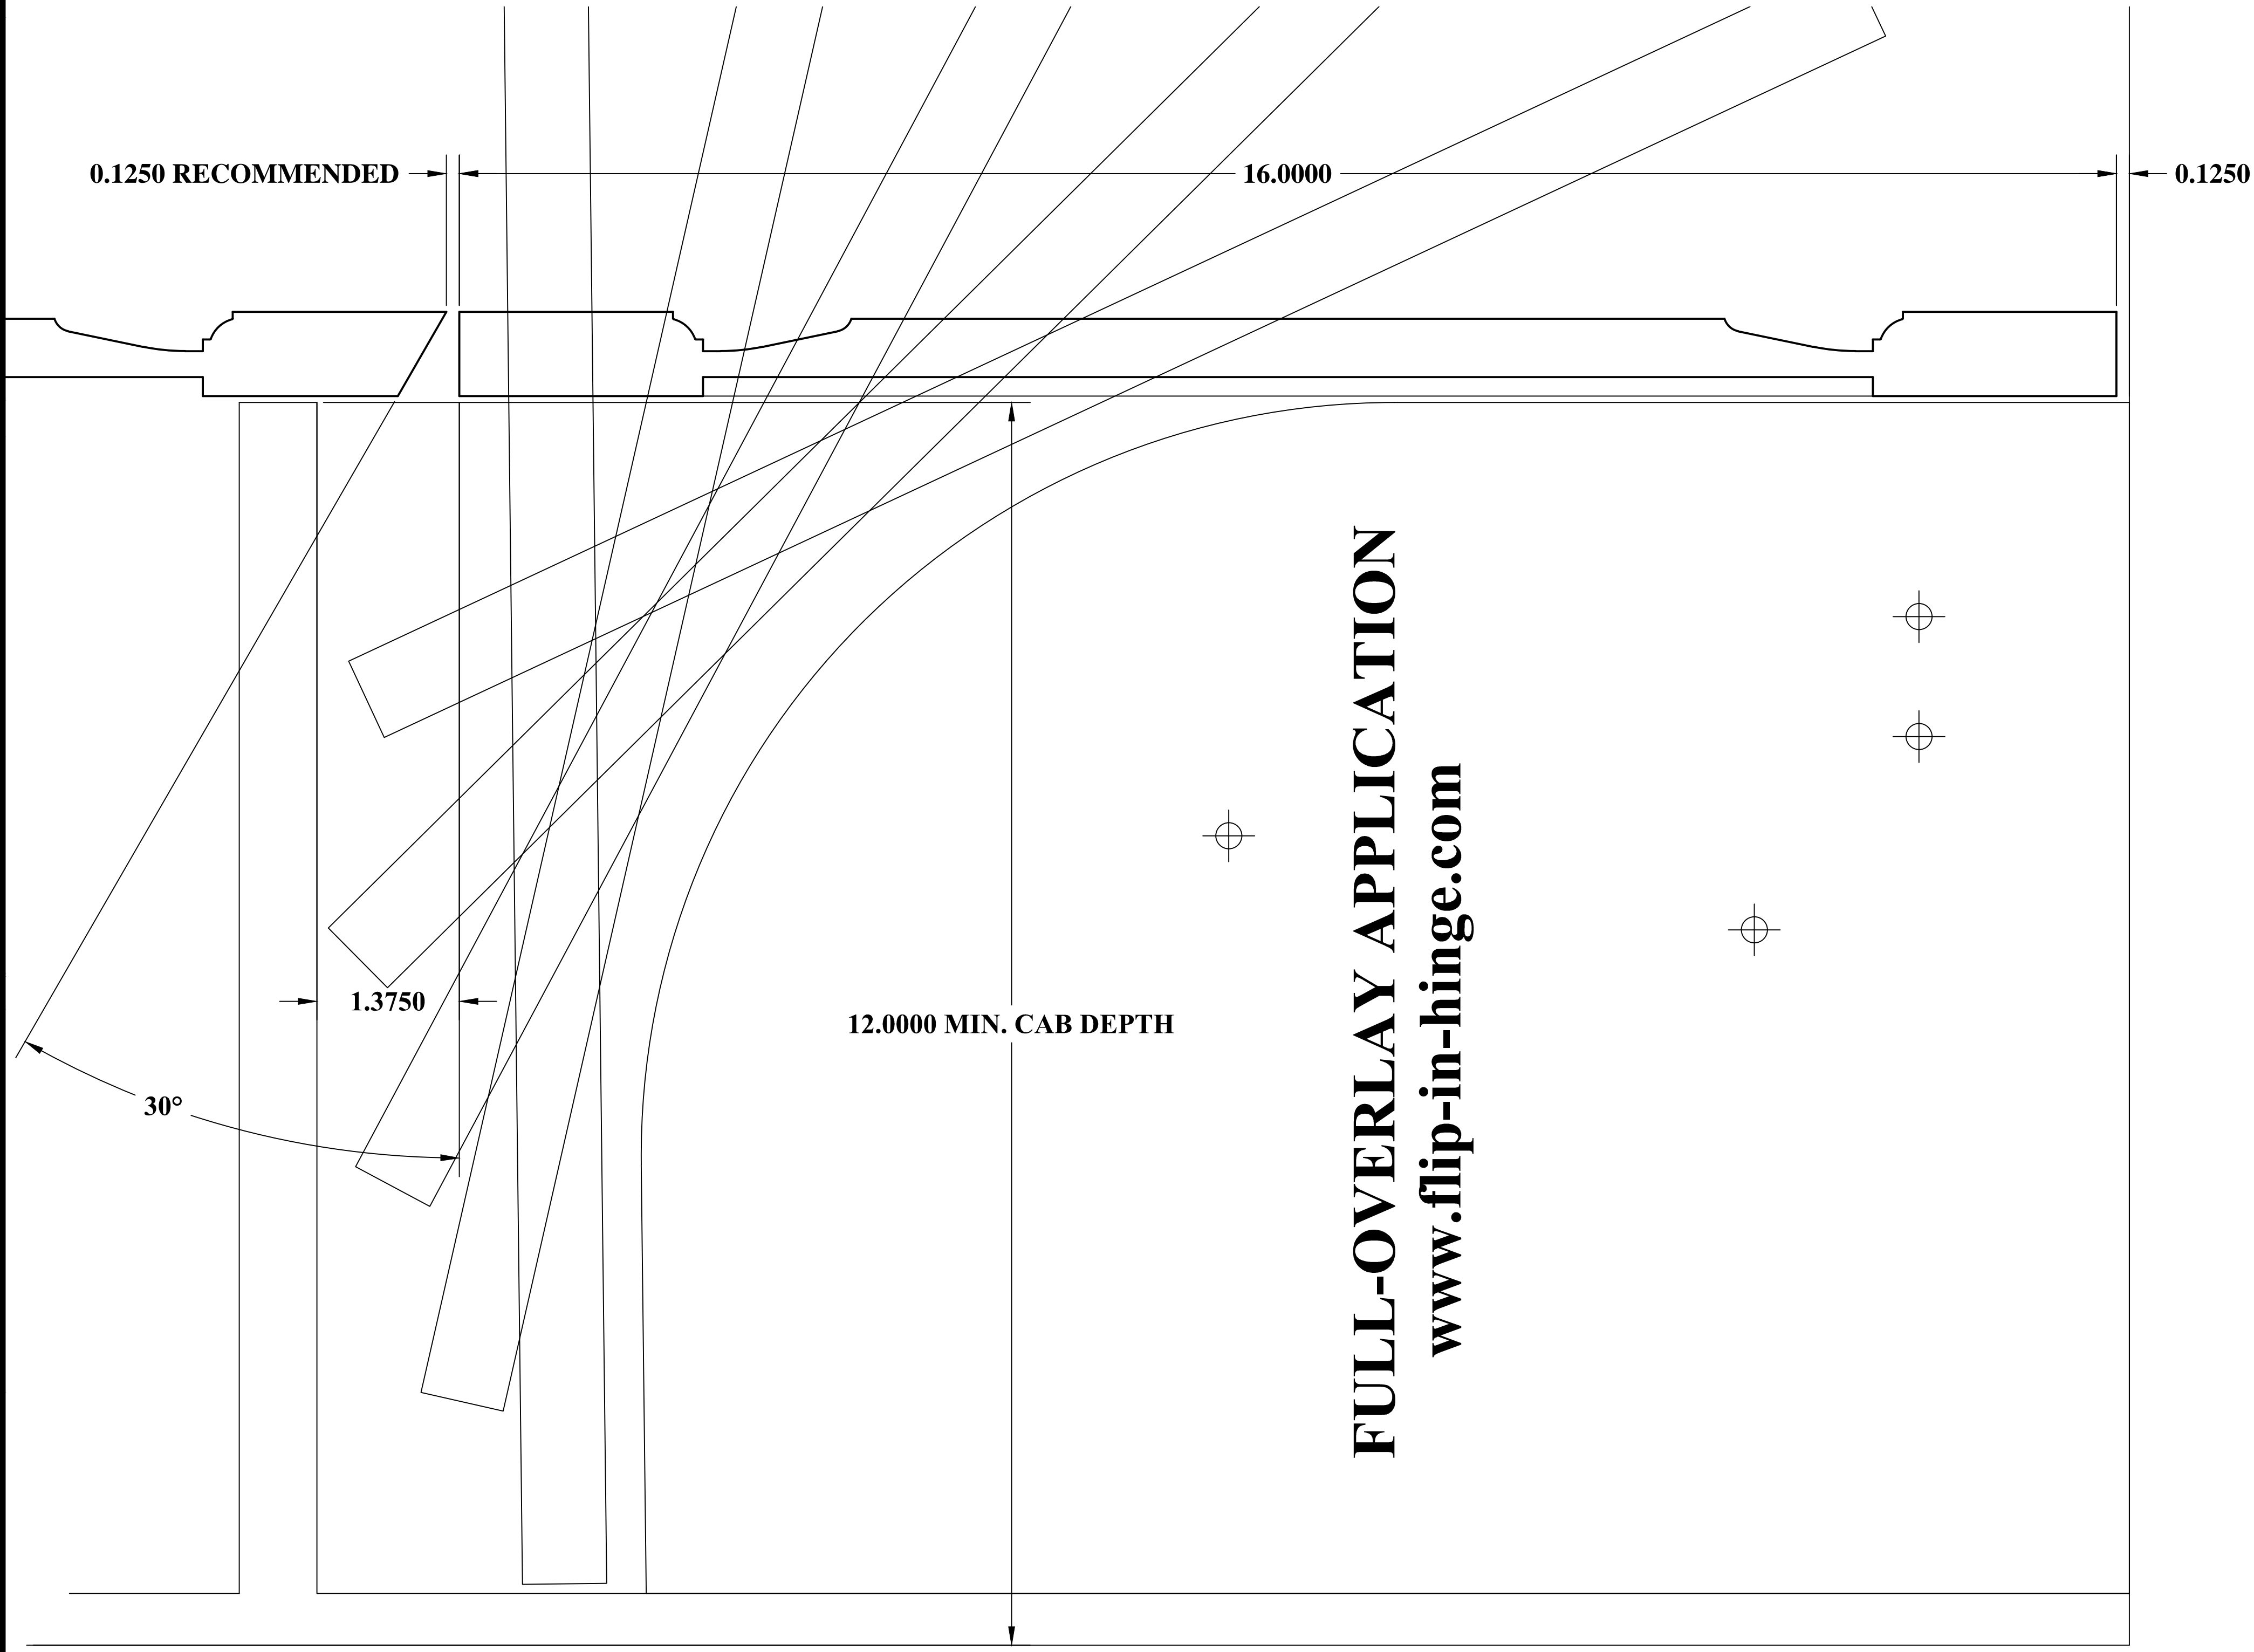 0.1250 RECOMMENDED
16.0000
0.1250
1.3750
12.0000 MIN. CAB DEPTH
30°
FULL-OVERLAY APPLICATION
www.flip-in-hinge.com